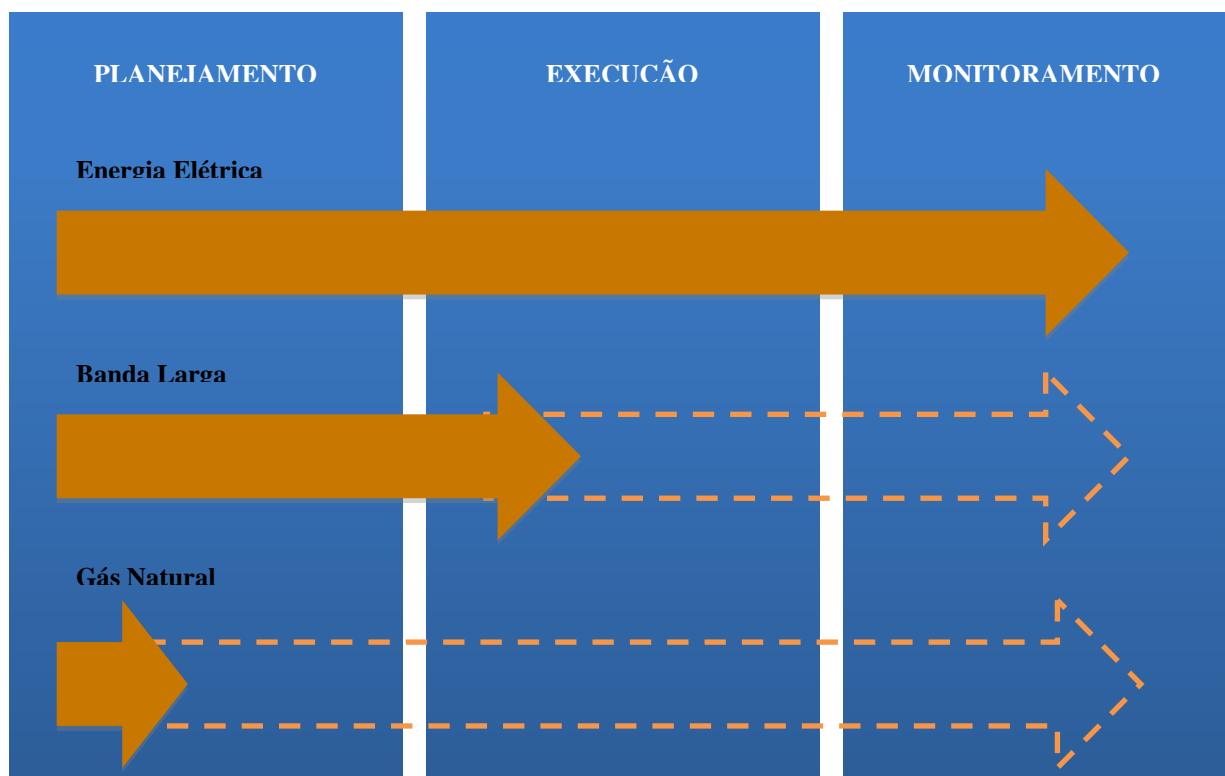 PLANEJAMENTO
EXECUÇÃO
MONITORAMENTO
Energia Elétrica
Banda Larga
Gás Natural